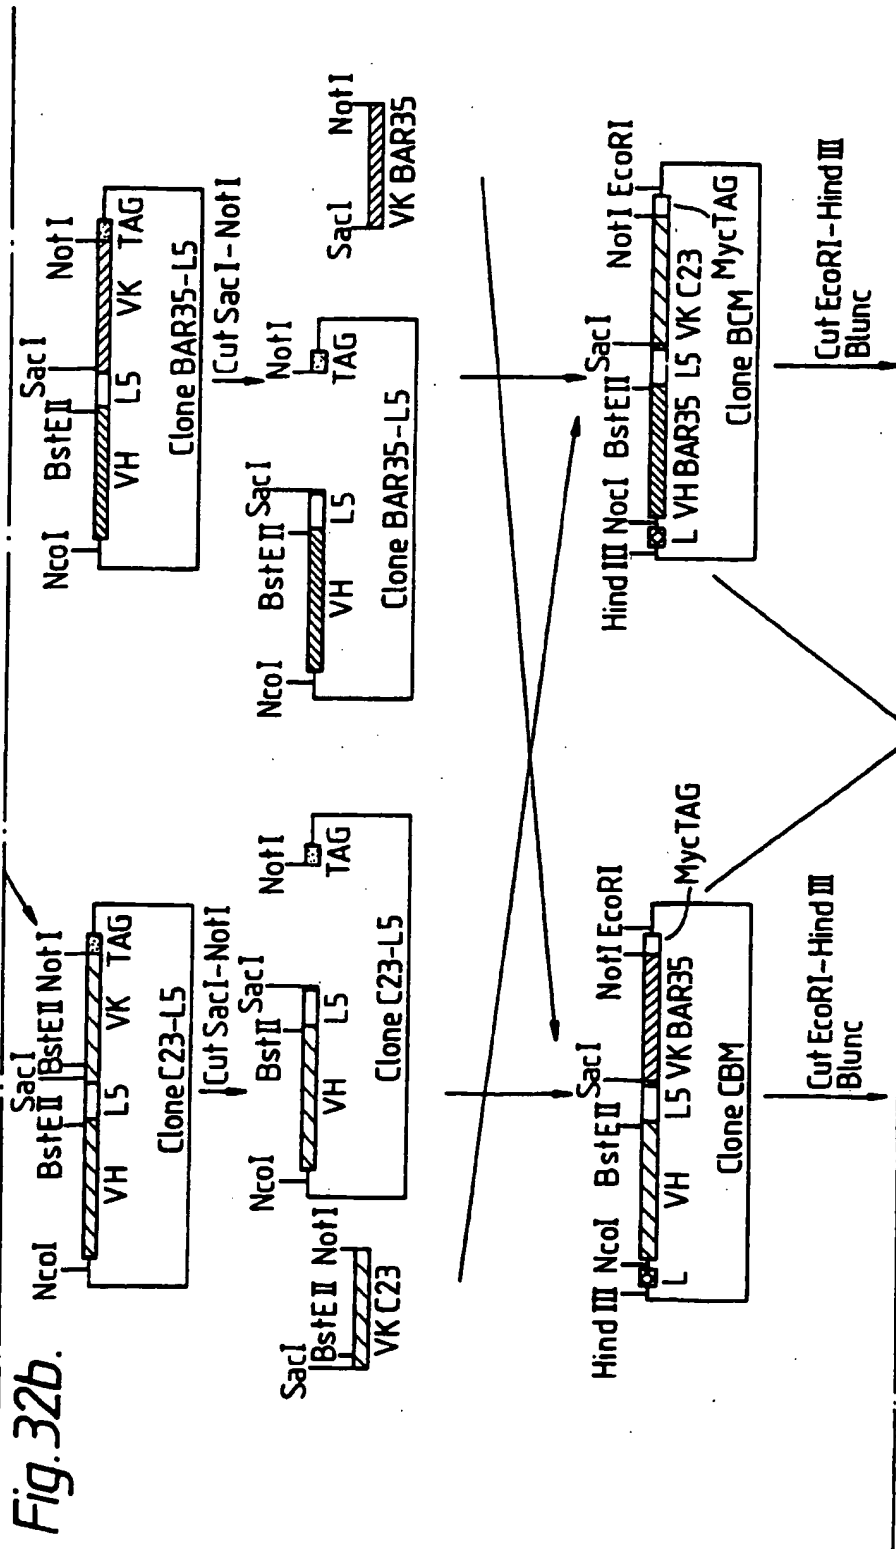 Fig.32b.
NcoI
BstEII
SacI
BstEII
NotI
VH
L5
VK
TAG
Clone C23-L5
Cut SacI-NotI
NcoI
BstEII
SacI
NotI
VH
L5
VK
TAG
Clone BAR35-L5
Cut SacI-NotI
SacI
BstEII
NotI
VK C23
NcoI
BstII
SacI
NotI
VH
L5
TAG
Clone C23-L5
NcoI
BstEII
SacI
NotI
VH
L5
TAG
Clone BAR35-L5
SacI
NotI
VK BAR35
Hind III
NcoI
BstEII
SacI
NotI
EcoRI
L
VH
L5
VK BAR35
MycTAG
Clone CBM
Cut EcoRI-Hind III
Blunc
Hind III
NocI
BstEII
SacI
NotI
EcoRI
L
VH BAR35
L5
VK C23
MycTAG
Clone BCM
Cut EcoRI-Hind III
Blunc